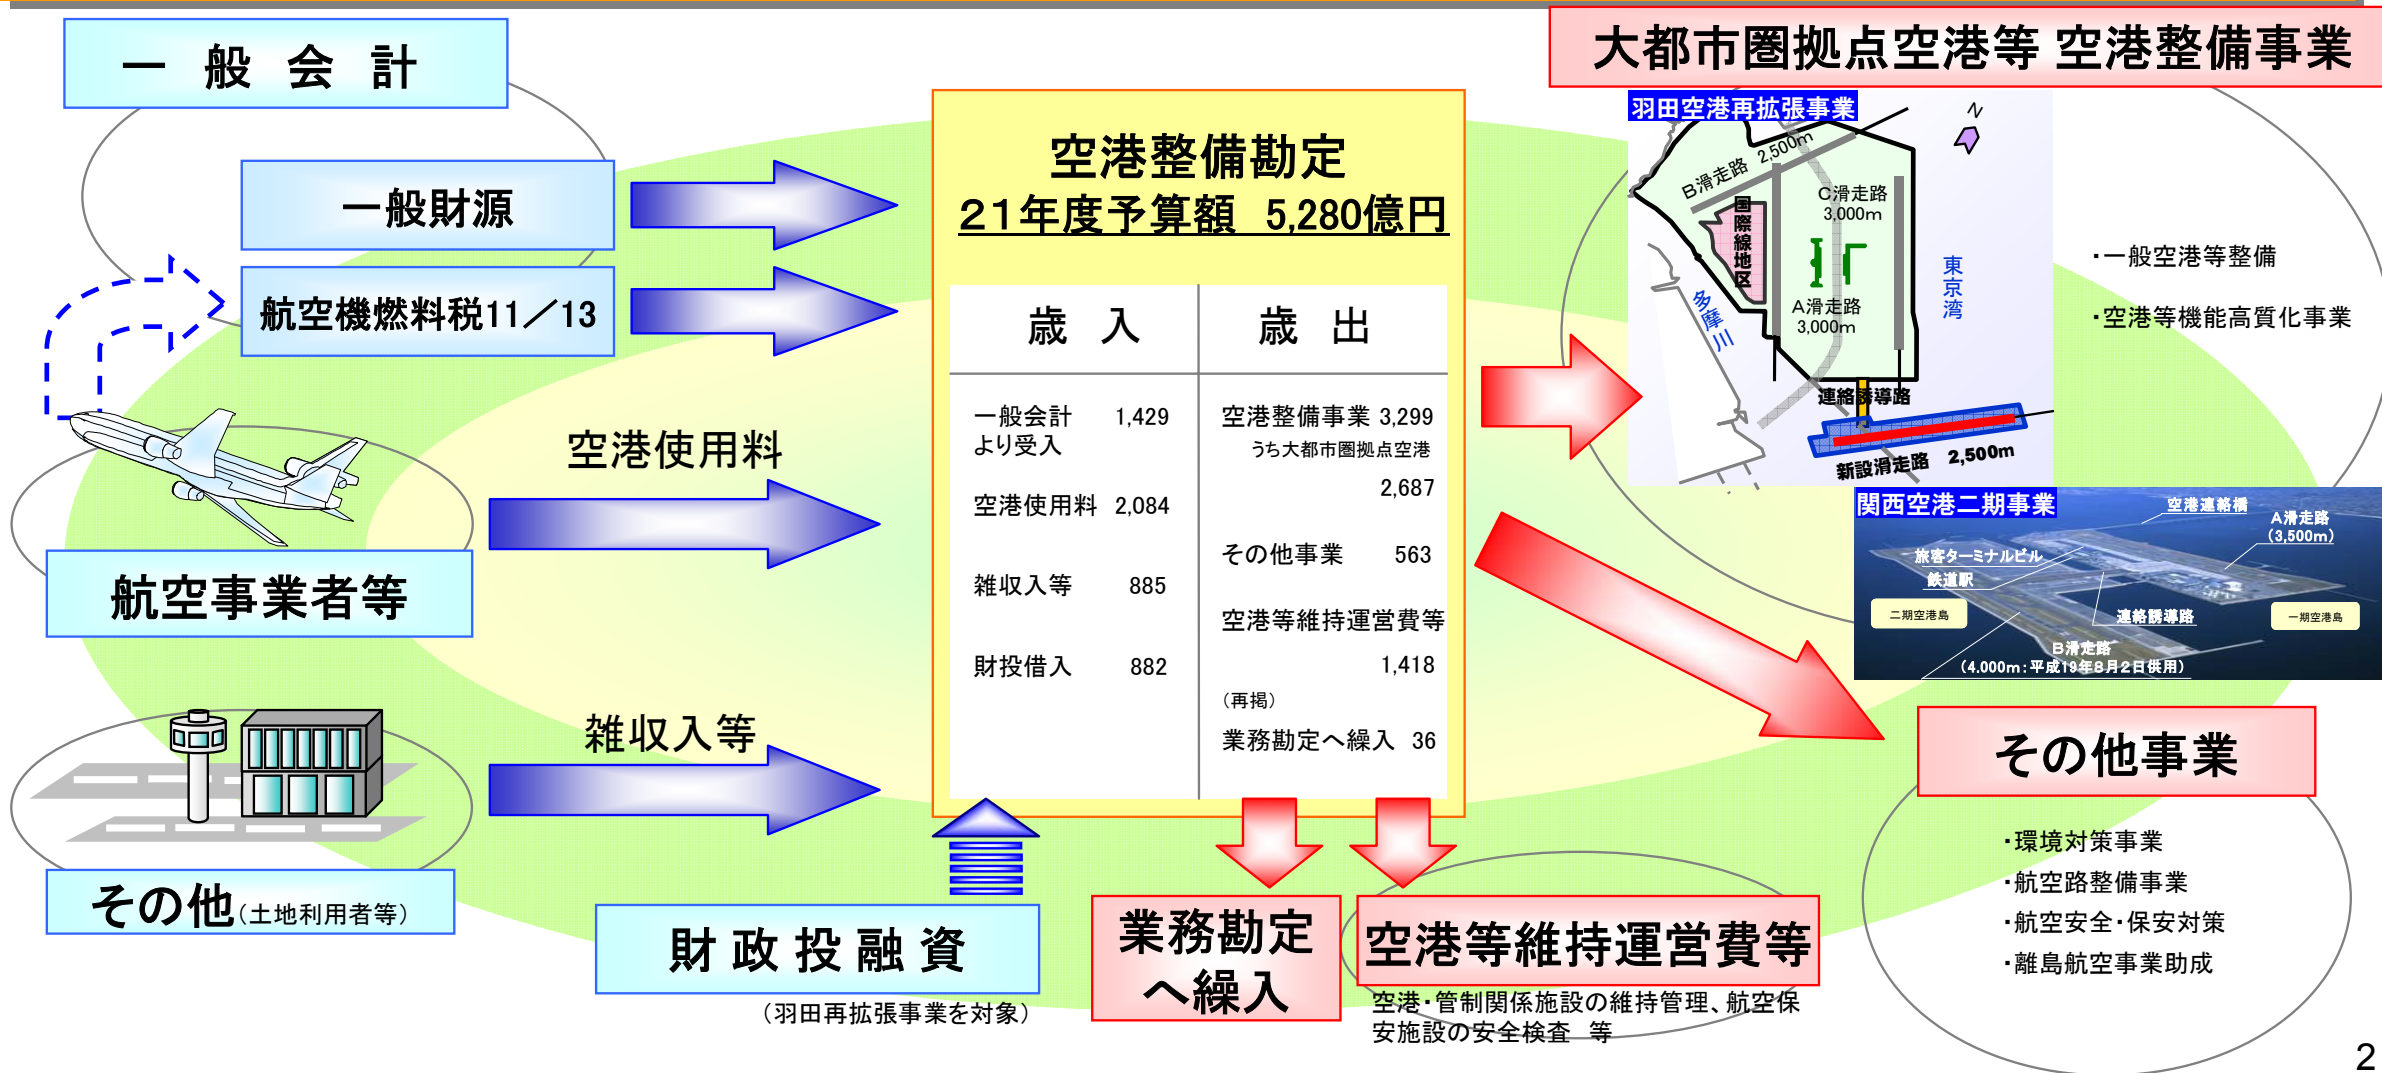 一 般 会 計
一般財源
航空機燃料税11／13
航空事業者等
その他（土地利用者等）
空港使用料
雑収入等
財 政 投 融 資
（羽田再拡張事業を対象）
空港整備勘定
２１年度予算額 5,280億円
歳 入
一般会計 1,429
より受入
空港使用料 2,084
雑収入等 885
財投借入 882
歳 出
空港整備事業 3,299
うち大都市圏拠点空港
2,687
その他事業 563
空港等維持運営費等
1,418
（再掲）
業務勘定へ繰入 36
業務勘定
へ繰入
空港等維持運営費等
空港・管制関係施設の維持管理、航空保
安施設の安全検査 等
大都市圏拠点空港等 空港整備事業
羽田空港再拡張事業
N
B滑走路 2,500m
C滑走路
3,000m
国際線地区
A滑走路
3,000m
多摩川
東京湾
連絡誘導路
新設滑走路 2,500m
・一般空港等整備
・空港等機能高質化事業
関西空港二期事業
空港連絡橋
A滑走路
（3,500m）
旅客ターミナルビル
鉄道駅
二期空港島
連絡誘導路
一期空港島
B滑走路
（4,000m：平成19年8月2日供用）
その他事業
・環境対策事業
・航空路整備事業
・航空安全・保安対策
・離島航空事業助成
2